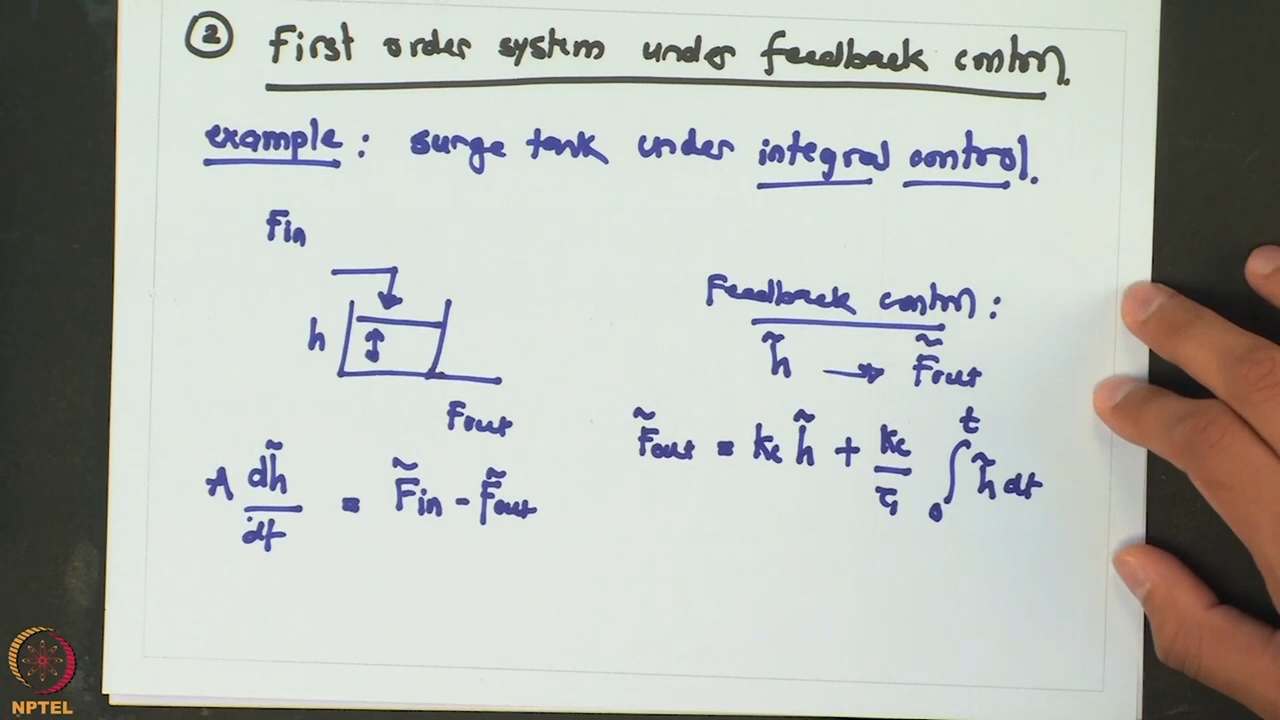 ② First order system under feedback control.
example: surge tank under integral control.
Fin
h
Fout
A dh̃/dt = F̃in - F̃out
Feedback control:
h̃ → F̃out
F̃out = Kc h̃ + Kc/τI ∫₀ᵗ h̃ dt
NPTEL